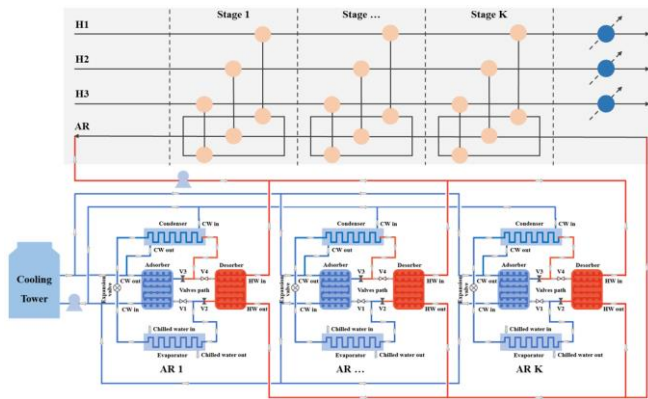 Stage 1
Stage ...
Stage K
H1
H2
H3
AR
CW in
Condenser
CW out
Adsorber
Desorber
V3
V4
CW out
HW in
Expansion valve
Valves path
CW in
V1
V2
HW out
Chilled water in
Evaporator
Chilled water out
AR 1
CW in
Condenser
CW out
Adsorber
Desorber
V3
V4
CW out
HW in
Expansion valve
Valves path
CW in
V1
V2
HW out
Chilled water in
Evaporator
Chilled water out
AR ...
CW in
Condenser
CW out
Adsorber
Desorber
V3
V4
CW out
HW in
Expansion valve
Valves path
CW in
V1
V2
HW out
Chilled water in
Evaporator
Chilled water out
AR K
Cooling
Tower